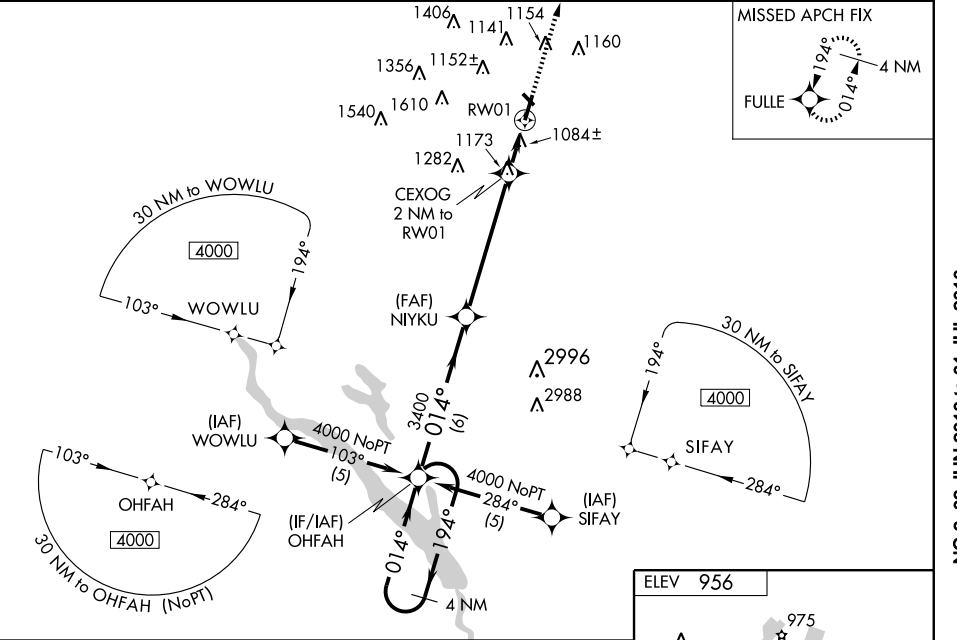 1406
1141
1154
1160
1356
1152±
1540
1610
RW01
1173
1084±
1282
CEXOG
2 NM to
RW01
MISSED APCH FIX
194°
4 NM
FULLE
014°
30 NM to WOWLU
4000
194°
103°
WOWLU
(FAF)
NIYKU
2996
2988
30 NM to SIFAY
194°
4000
SIFAY
284°
3400
014°
(6)
(IAF)
WOWLU
4000 NoPT
103°
(5)
4000 NoPT
284°
(5)
(IAF)
SIFAY
(IF/IAF)
OHFAH
014°
194°
4 NM
103°
OHFAH
284°
4000
30 NM to OHFAH (NoPT)
ELEV 956
975